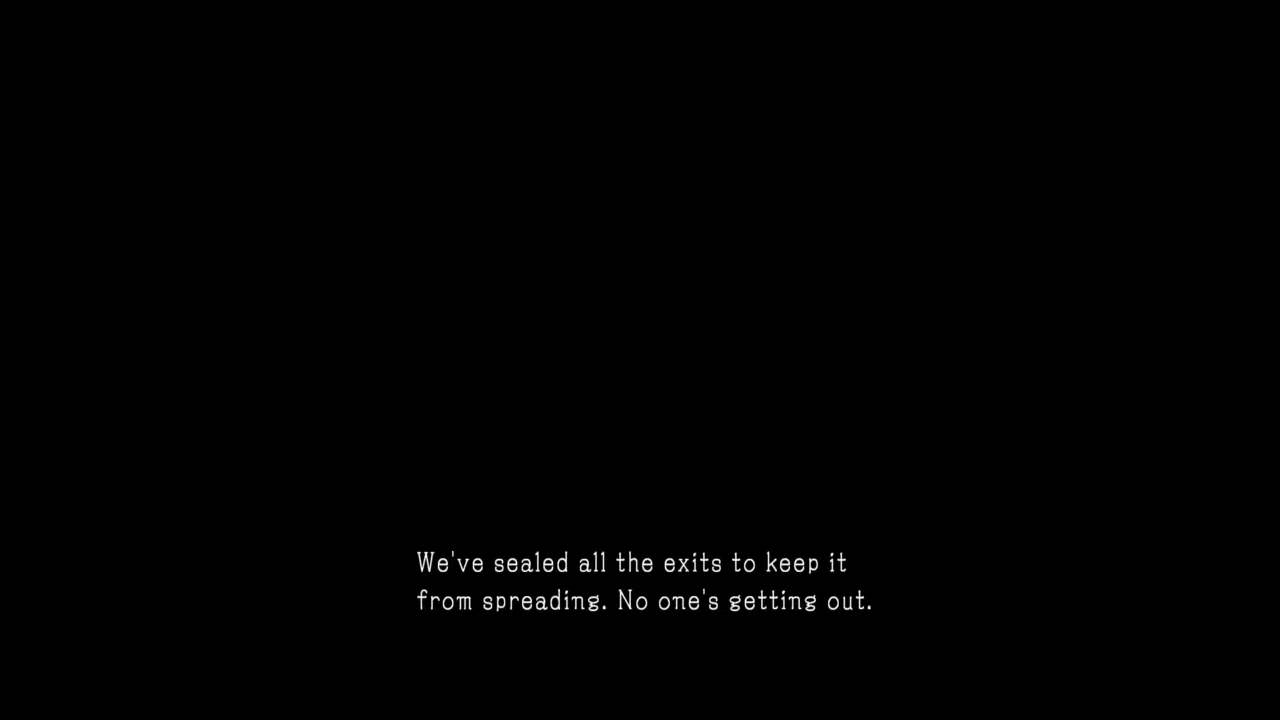 We've sealed all the exits to keep it
from spreading. No one's getting out.